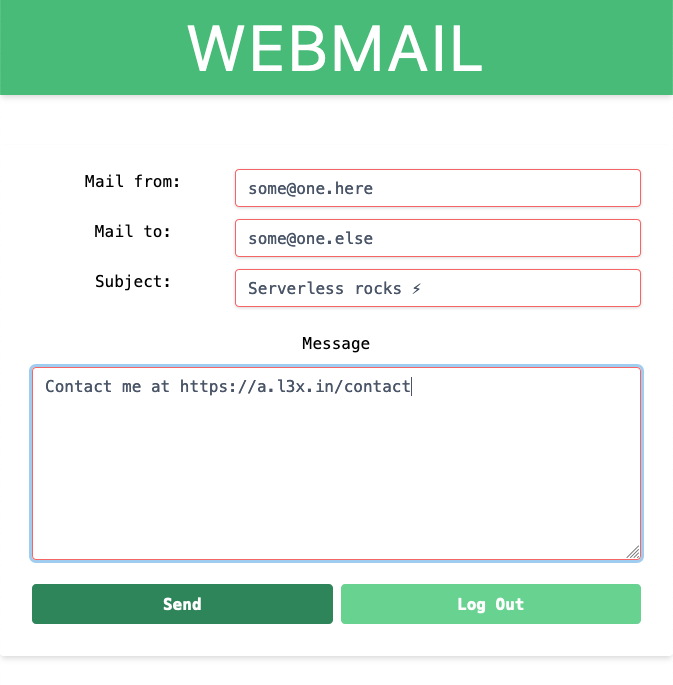 WEBMAIL
Mail from: some@one.here
Mail to: some@one.else
Subject: Serverless rocks ⚡
Message
Contact me at https://a.l3x.in/contact
Send Log Out